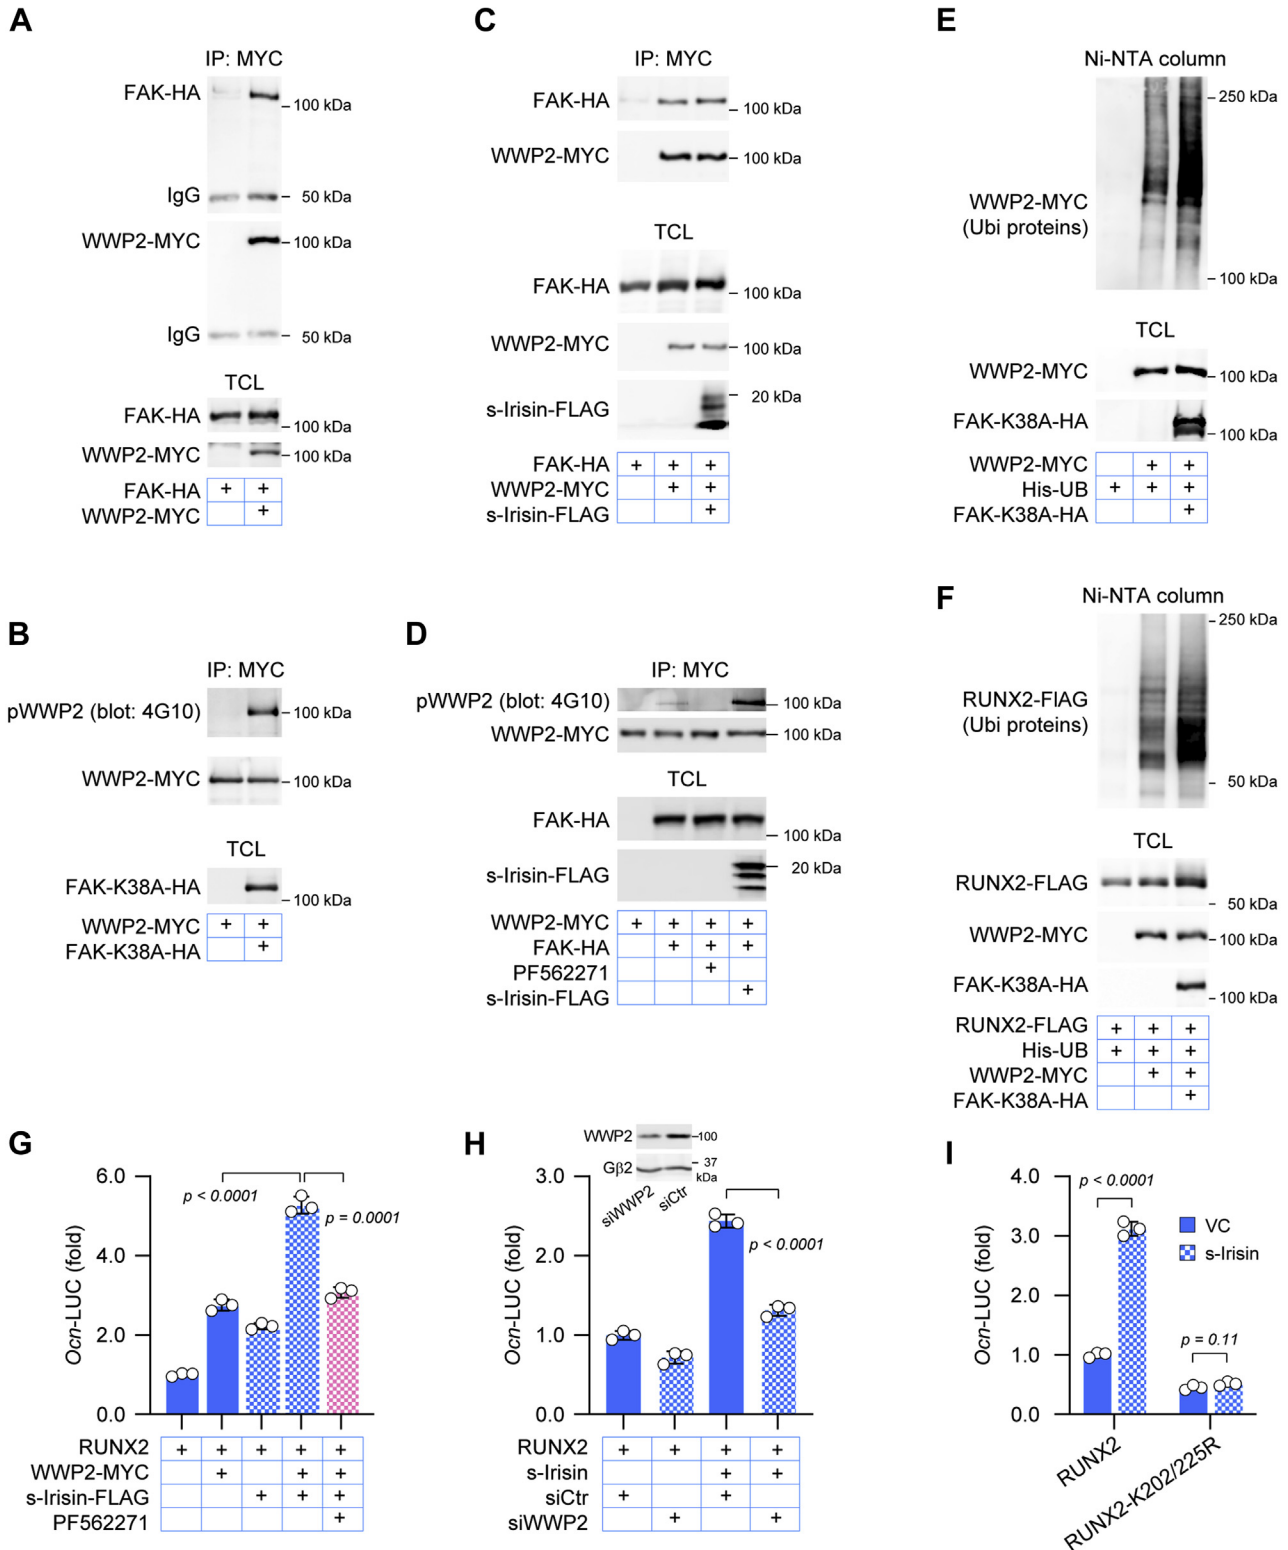 A
IP: MYC
FAK-HA
100 kDa
IgG
50 kDa
WWP2-MYC
100 kDa
IgG
50 kDa
TCL
FAK-HA
100 kDa
WWP2-MYC
100 kDa
FAK-HA + +
WWP2-MYC +
C
IP: MYC
FAK-HA
100 kDa
WWP2-MYC
100 kDa
TCL
FAK-HA
100 kDa
WWP2-MYC
100 kDa
20 kDa
s-Irisin-FLAG
FAK-HA + + +
WWP2-MYC + +
s-Irisin-FLAG +
E
Ni-NTA column
250 kDa
WWP2-MYC
(Ubi proteins)
100 kDa
TCL
WWP2-MYC
100 kDa
FAK-K38A-HA
100 kDa
WWP2-MYC + +
His-UB + + +
FAK-K38A-HA +
B
IP: MYC
pWWP2 (blot: 4G10)
100 kDa
WWP2-MYC
100 kDa
TCL
FAK-K38A-HA
100 kDa
WWP2-MYC + +
FAK-K38A-HA +
D
IP: MYC
pWWP2 (blot: 4G10)
100 kDa
WWP2-MYC
100 kDa
TCL
FAK-HA
100 kDa
20 kDa
s-Irisin-FLAG
WWP2-MYC + + + +
FAK-HA + + +
PF562271 +
s-Irisin-FLAG +
F
Ni-NTA column
250 kDa
RUNX2-FlAG
(Ubi proteins)
50 kDa
TCL
RUNX2-FLAG
50 kDa
WWP2-MYC
100 kDa
FAK-K38A-HA
100 kDa
RUNX2-FLAG + + +
His-UB + + +
WWP2-MYC + +
FAK-K38A-HA +
G
Ocn-LUC (fold)
6.0
4.0
2.0
0.0
p < 0.0001
p = 0.0001
RUNX2 + + + + +
WWP2-MYC + + +
s-Irisin-FLAG + + +
PF562271 +
H
WWP2
100
Gβ2
37
kDa
siWWP2
siCtr
Ocn-LUC (fold)
3.0
2.0
1.0
0.0
p < 0.0001
RUNX2 + + + +
s-Irisin + +
siCtr + +
siWWP2 + +
I
Ocn-LUC (fold)
4.0
3.0
2.0
1.0
0.0
p < 0.0001
p = 0.11
VC
s-Irisin
RUNX2
RUNX2-K202/225R